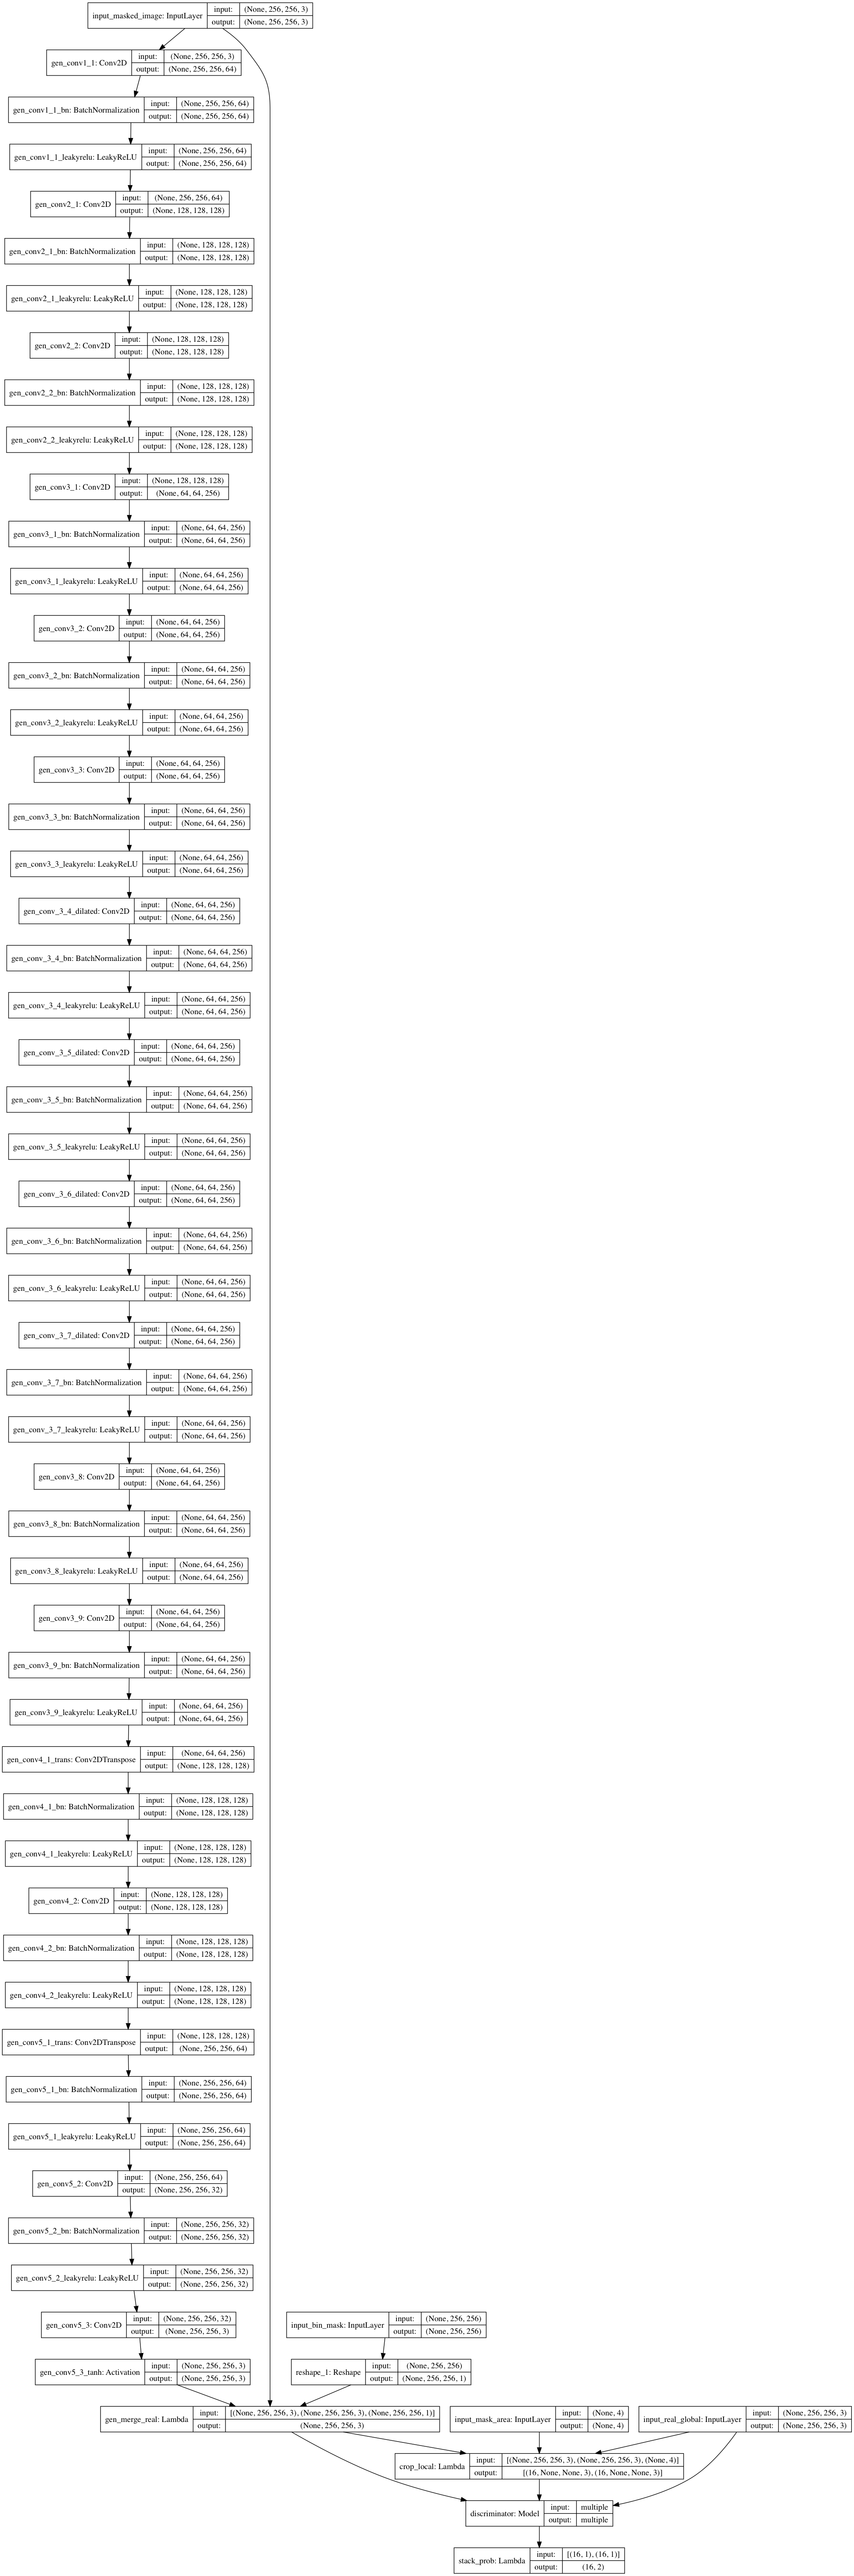 input_masked_image: InputLayer input: (None, 256, 256, 3)
output: (None, 256, 256, 3)
gen_conv1_1: Conv2D input: (None, 256, 256, 3)
output: (None, 256, 256, 64)
gen_conv1_1_bn: BatchNormalization input: (None, 256, 256, 64)
output: (None, 256, 256, 64)
gen_conv1_1_leakyrelu: LeakyReLU input: (None, 256, 256, 64)
output: (None, 256, 256, 64)
gen_conv2_1: Conv2D input: (None, 256, 256, 64)
output: (None, 128, 128, 128)
gen_conv2_1_bn: BatchNormalization input: (None, 128, 128, 128)
output: (None, 128, 128, 128)
gen_conv2_1_leakyrelu: LeakyReLU input: (None, 128, 128, 128)
output: (None, 128, 128, 128)
gen_conv2_2: Conv2D input: (None, 128, 128, 128)
output: (None, 128, 128, 128)
gen_conv2_2_bn: BatchNormalization input: (None, 128, 128, 128)
output: (None, 128, 128, 128)
gen_conv2_2_leakyrelu: LeakyReLU input: (None, 128, 128, 128)
output: (None, 128, 128, 128)
gen_conv3_1: Conv2D input: (None, 128, 128, 128)
output: (None, 64, 64, 256)
gen_conv3_1_bn: BatchNormalization input: (None, 64, 64, 256)
output: (None, 64, 64, 256)
gen_conv3_1_leakyrelu: LeakyReLU input: (None, 64, 64, 256)
output: (None, 64, 64, 256)
gen_conv3_2: Conv2D input: (None, 64, 64, 256)
output: (None, 64, 64, 256)
gen_conv3_2_bn: BatchNormalization input: (None, 64, 64, 256)
output: (None, 64, 64, 256)
gen_conv3_2_leakyrelu: LeakyReLU input: (None, 64, 64, 256)
output: (None, 64, 64, 256)
gen_conv3_3: Conv2D input: (None, 64, 64, 256)
output: (None, 64, 64, 256)
gen_conv3_3_bn: BatchNormalization input: (None, 64, 64, 256)
output: (None, 64, 64, 256)
gen_conv3_3_leakyrelu: LeakyReLU input: (None, 64, 64, 256)
output: (None, 64, 64, 256)
gen_conv_3_4_dilated: Conv2D input: (None, 64, 64, 256)
output: (None, 64, 64, 256)
gen_conv_3_4_bn: BatchNormalization input: (None, 64, 64, 256)
output: (None, 64, 64, 256)
gen_conv_3_4_leakyrelu: LeakyReLU input: (None, 64, 64, 256)
output: (None, 64, 64, 256)
gen_conv_3_5_dilated: Conv2D input: (None, 64, 64, 256)
output: (None, 64, 64, 256)
gen_conv_3_5_bn: BatchNormalization input: (None, 64, 64, 256)
output: (None, 64, 64, 256)
gen_conv_3_5_leakyrelu: LeakyReLU input: (None, 64, 64, 256)
output: (None, 64, 64, 256)
gen_conv_3_6_dilated: Conv2D input: (None, 64, 64, 256)
output: (None, 64, 64, 256)
gen_conv_3_6_bn: BatchNormalization input: (None, 64, 64, 256)
output: (None, 64, 64, 256)
gen_conv_3_6_leakyrelu: LeakyReLU input: (None, 64, 64, 256)
output: (None, 64, 64, 256)
gen_conv_3_7_dilated: Conv2D input: (None, 64, 64, 256)
output: (None, 64, 64, 256)
gen_conv_3_7_bn: BatchNormalization input: (None, 64, 64, 256)
output: (None, 64, 64, 256)
gen_conv_3_7_leakyrelu: LeakyReLU input: (None, 64, 64, 256)
output: (None, 64, 64, 256)
gen_conv3_8: Conv2D input: (None, 64, 64, 256)
output: (None, 64, 64, 256)
gen_conv3_8_bn: BatchNormalization input: (None, 64, 64, 256)
output: (None, 64, 64, 256)
gen_conv3_8_leakyrelu: LeakyReLU input: (None, 64, 64, 256)
output: (None, 64, 64, 256)
gen_conv3_9: Conv2D input: (None, 64, 64, 256)
output: (None, 64, 64, 256)
gen_conv3_9_bn: BatchNormalization input: (None, 64, 64, 256)
output: (None, 64, 64, 256)
gen_conv3_9_leakyrelu: LeakyReLU input: (None, 64, 64, 256)
output: (None, 64, 64, 256)
gen_conv4_1_trans: Conv2DTranspose input: (None, 64, 64, 256)
output: (None, 128, 128, 128)
gen_conv4_1_bn: BatchNormalization input: (None, 128, 128, 128)
output: (None, 128, 128, 128)
gen_conv4_1_leakyrelu: LeakyReLU input: (None, 128, 128, 128)
output: (None, 128, 128, 128)
gen_conv4_2: Conv2D input: (None, 128, 128, 128)
output: (None, 128, 128, 128)
gen_conv4_2_bn: BatchNormalization input: (None, 128, 128, 128)
output: (None, 128, 128, 128)
gen_conv4_2_leakyrelu: LeakyReLU input: (None, 128, 128, 128)
output: (None, 128, 128, 128)
gen_conv5_1_trans: Conv2DTranspose input: (None, 128, 128, 128)
output: (None, 256, 256, 64)
gen_conv5_1_bn: BatchNormalization input: (None, 256, 256, 64)
output: (None, 256, 256, 64)
gen_conv5_1_leakyrelu: LeakyReLU input: (None, 256, 256, 64)
output: (None, 256, 256, 64)
gen_conv5_2: Conv2D input: (None, 256, 256, 64)
output: (None, 256, 256, 32)
gen_conv5_2_bn: BatchNormalization input: (None, 256, 256, 32)
output: (None, 256, 256, 32)
gen_conv5_2_leakyrelu: LeakyReLU input: (None, 256, 256, 32)
output: (None, 256, 256, 32)
gen_conv5_3: Conv2D input: (None, 256, 256, 32)
output: (None, 256, 256, 3)
input_bin_mask: InputLayer input: (None, 256, 256)
output: (None, 256, 256)
gen_conv5_3_tanh: Activation input: (None, 256, 256, 3)
output: (None, 256, 256, 3)
reshape_1: Reshape input: (None, 256, 256)
output: (None, 256, 256, 1)
gen_merge_real: Lambda input: [(None, 256, 256, 3), (None, 256, 256, 3), (None, 256, 256, 1)]
output: (None, 256, 256, 3)
input_mask_area: InputLayer input: (None, 4)
output: (None, 4)
input_real_global: InputLayer input: (None, 256, 256, 3)
output: (None, 256, 256, 3)
crop_local: Lambda input: [(None, 256, 256, 3), (None, 256, 256, 3), (None, 4)]
output: [(16, None, None, 3), (16, None, None, 3)]
discriminator: Model input: multiple
output: multiple
stack_prob: Lambda input: [(16, 1), (16, 1)]
output: (16, 2)